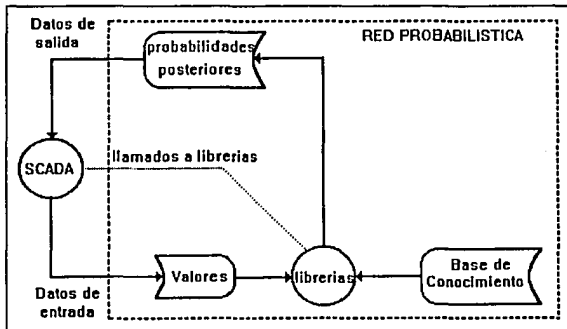 Datos de
salida
probabilidades
posteriores
RED PROBABILISTICA
SCADA
llamados a librerias
Valores
librerias
Base de
Conocimiento
Datos de
entrada